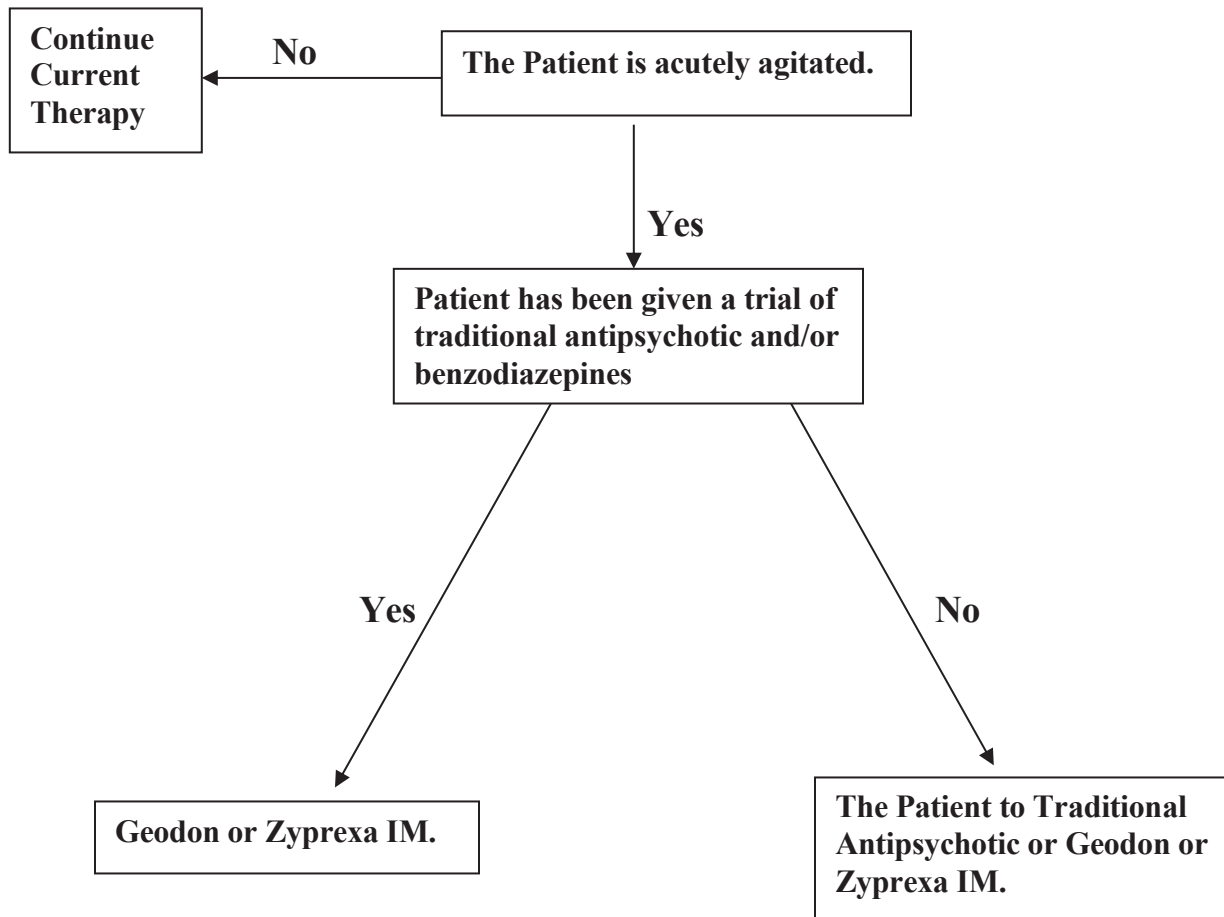 Continue
Current
Therapy
No
The Patient is acutely agitated.
Yes
Patient has been given a trial of
traditional antipsychotic and/or
benzodiazepines
Yes
No
Geodon or Zyprexa IM.
The Patient to Traditional
Antipsychotic or Geodon or
Zyprexa IM.